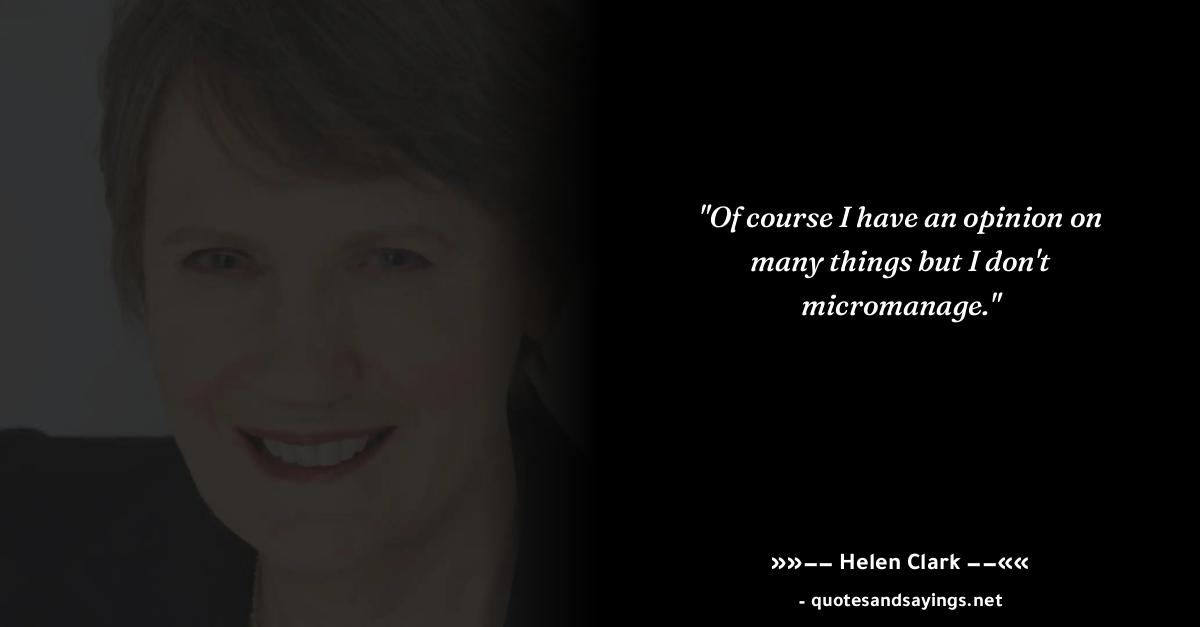 "Of course I have an opinion on
many things but I don't
micromanage."
»»—— Helen Clark ——««
- quotesandsayings.net